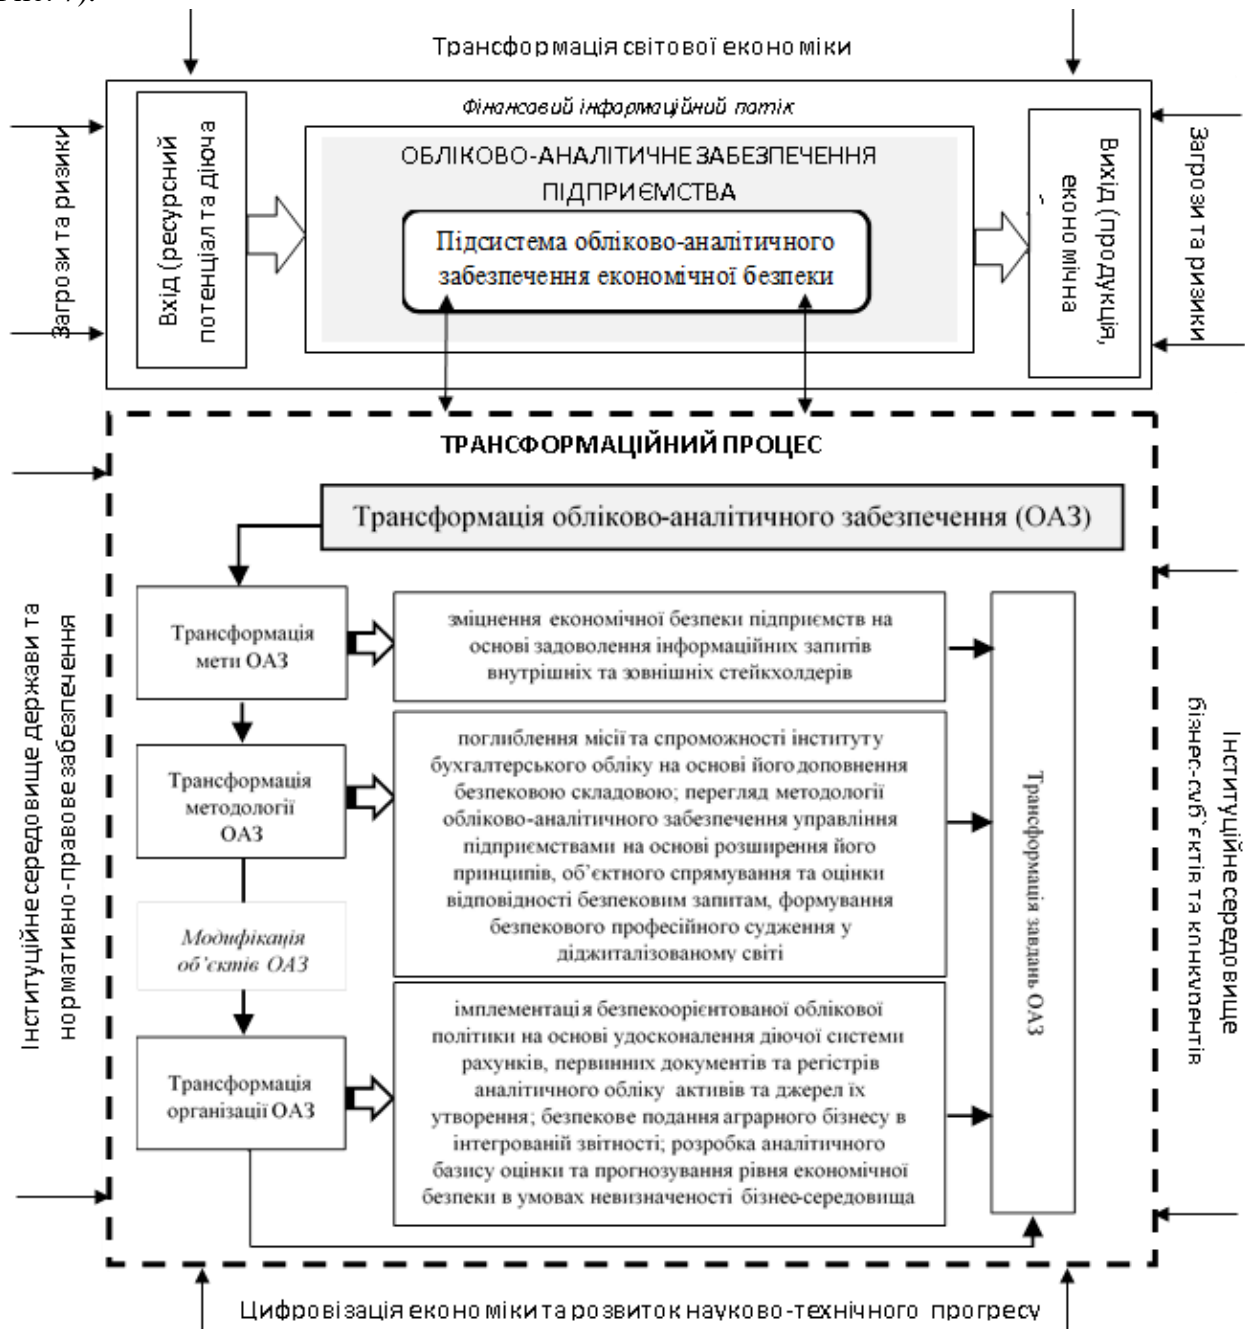 Трансформація світової економіки
Фінансовий інформаційний потік
Загрози та ризики
Вхід (ресурсний
потенціал та діюча
ОБЛІКОВО-АНАЛІТИЧНЕ ЗАБЕЗПЕЧЕННЯ
ПІДПРИЄМСТВА
Підсистема обліково-аналітичного
забезпечення економічної безпеки
Вихід (продукція,
економічна
Загрози та ризики
ТРАНСФОРМАЦІЙНИЙ ПРОЦЕС
Трансформація обліково-аналітичного забезпечення (ОАЗ)
Інституційне середовище держави та
нормативно-правове забезпечення
Трансформація
мети ОАЗ
зміцнення економічної безпеки підприємств на
основі задоволення інформаційних запитів
внутрішніх та зовнішніх стейкхолдерів
Трансформація
методології
ОАЗ
поглиблення місії та спроможності інституту
бухгалтерського обліку на основі його доповнення
безпековою складовою; перегляд методології
обліково-аналітичного забезпечення управління
підприємствами на основі розширення його
принципів, об’єктного спрямування та оцінки
відповідності безпековим запитам, формування
безпекового професійного судження у
діджиталізованому світі
Модифікація
об’єктів ОАЗ
Трансформація
організації ОАЗ
імплементація безпекоорієнтованої облікової
політики на основі удосконалення діючої системи
рахунків, первинних документів та регістрів
аналітичного обліку активів та джерел їх
утворення; безпекове подання аграрного бізнесу в
інтегрованій звітності; розробка аналітичного
базису оцінки та прогнозування рівня економічної
безпеки в умовах невизначеності бізнес-середовища
Трансформація завдань ОАЗ
Інституційне середовище
бізнес-суб`єктів та конкурентів
Цифровізація економіки та розвиток науково-технічного прогресу